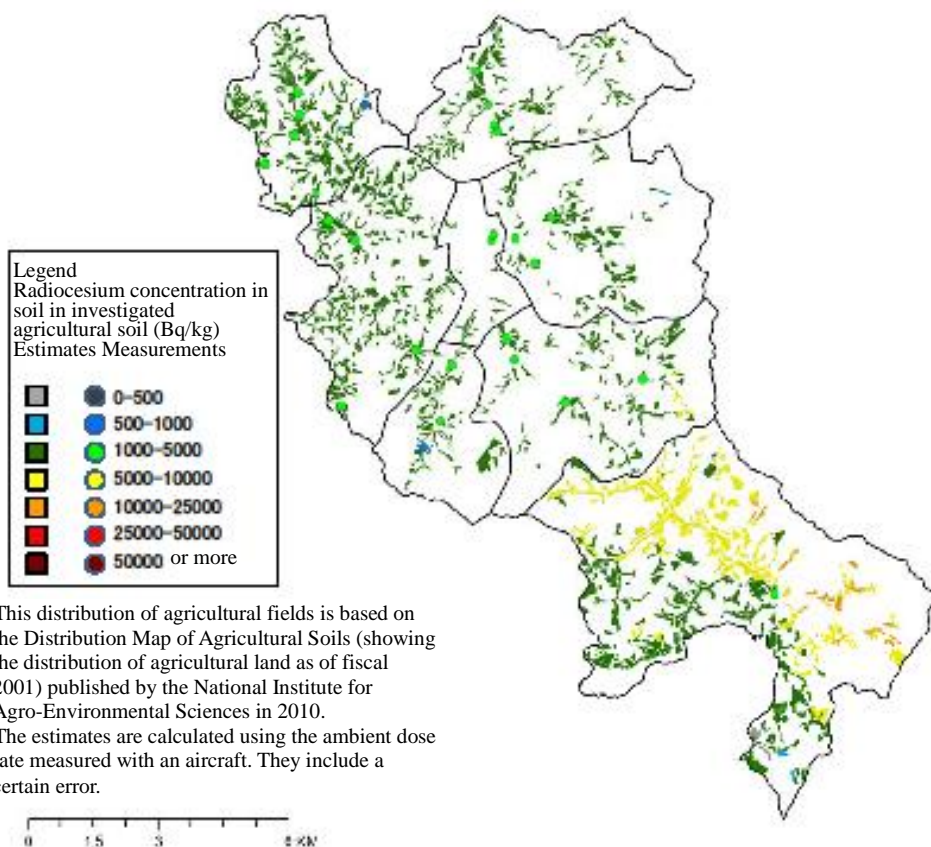 Legend
Radiocesium concentration in
soil in investigated
agricultural soil (Bq/kg)
Estimates Measurements
0-500
500-1000
1000-5000
5000-10000
10000-25000
25000-50000
50000 or more
This distribution of agricultural fields is based on
the Distribution Map of Agricultural Soils (showing
the distribution of agricultural land as of fiscal
2001) published by the National Institute for
Agro-Environmental Sciences in 2010.
The estimates are calculated using the ambient dose
rate measured with an aircraft. They include a
certain error.
0 1.5 3 6 KM